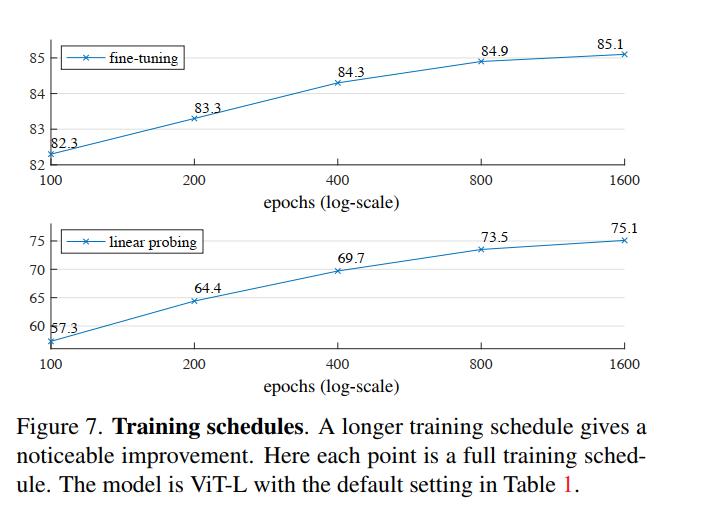 fine-tuning
85
84
83
82
82.3
83.3
84.3
84.9
85.1
100 200 400 800 1600
epochs (log-scale)
linear probing
75
70
65
60
57.3
64.4
69.7
73.5
75.1
100 200 400 800 1600
epochs (log-scale)
Figure 7. Training schedules. A longer training schedule gives a
noticeable improvement. Here each point is a full training sched-
ule. The model is ViT-L with the default setting in Table 1.